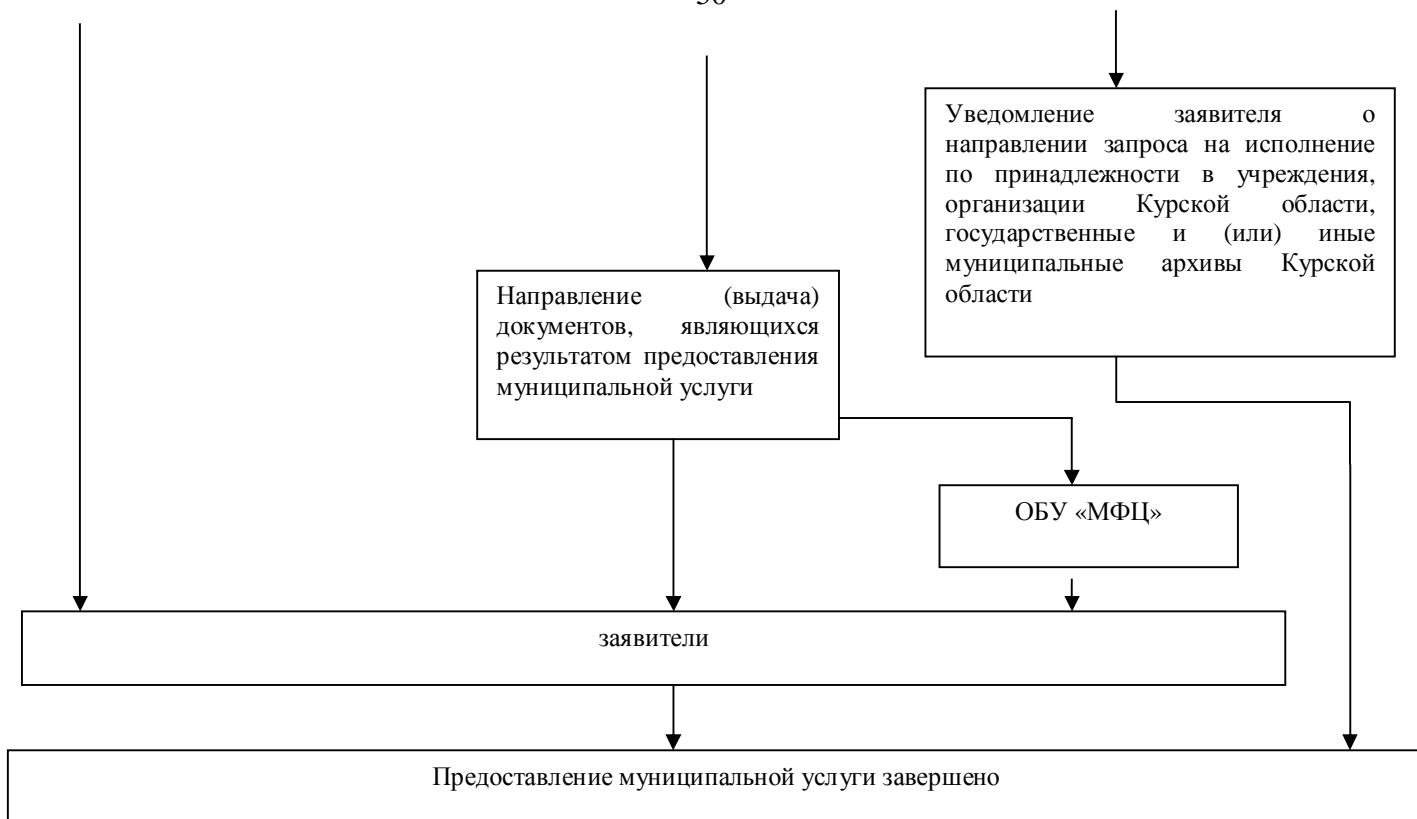 Уведомление заявителя о
направлении запроса на исполнение
по принадлежности в учреждения,
организации Курской области,
государственные и (или) иные
муниципальные архивы Курской
области
Направление (выдача)
документов, являющихся
результатом предоставления
муниципальной услуги
ОБУ «МФЦ»
заявители
Предоставление муниципальной услуги завершено